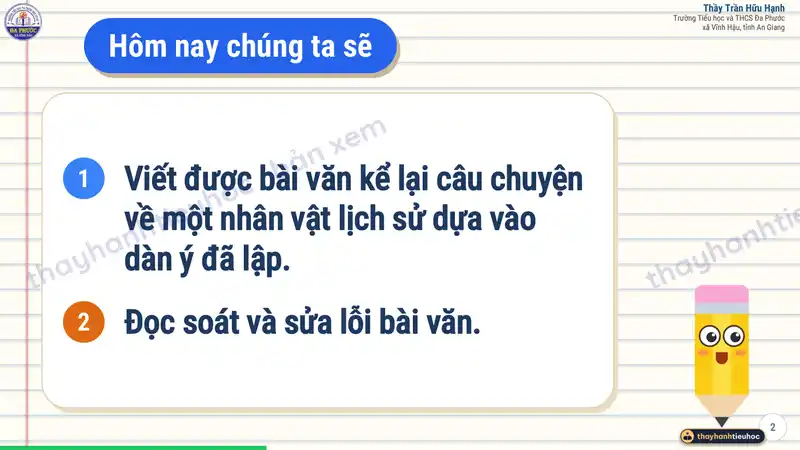 Thầy Trần Hữu Hạnh
Trường Tiểu học và THCS Đa Phước
xã Vĩnh Hậu, tỉnh An Giang
ĐA PHƯỚC
Hôm nay chúng ta sẽ
1 Viết được bài văn kể lại câu chuyện
về một nhân vật lịch sử dựa vào
dàn ý đã lập.
2 Đọc soát và sửa lỗi bài văn.
thayhanhtieuhoc
2